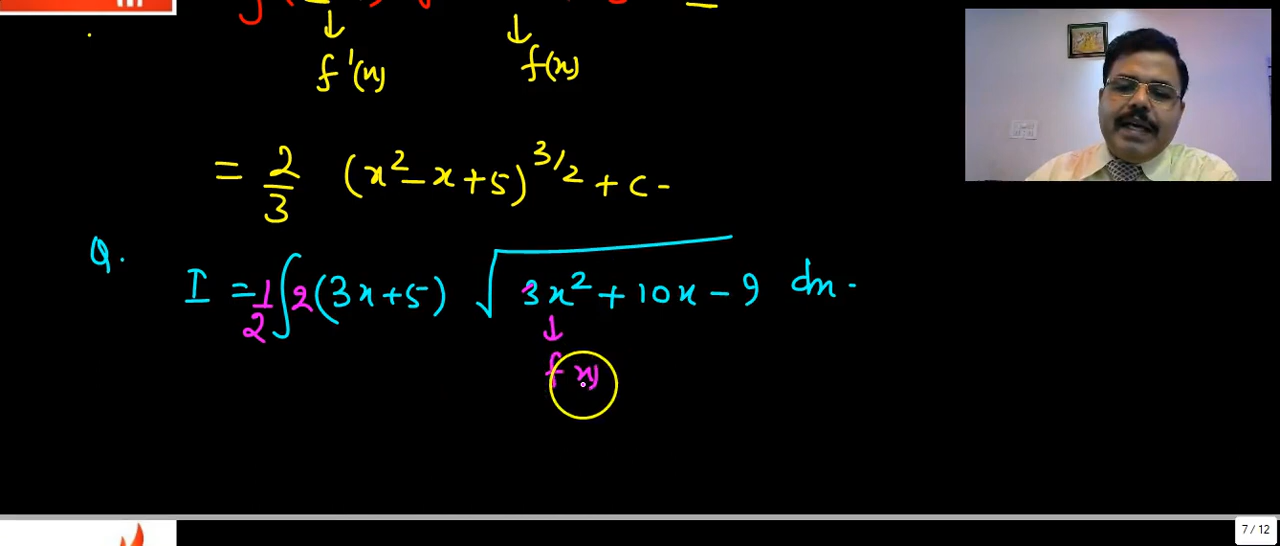 f'(x) f(x)
= 2/3 (x² - x + 5)^3/2 + c -
Q. I = 1/2 ∫ 2 (3x+5) √(3x² + 10x - 9) dx.
↓
f x)
7 / 12